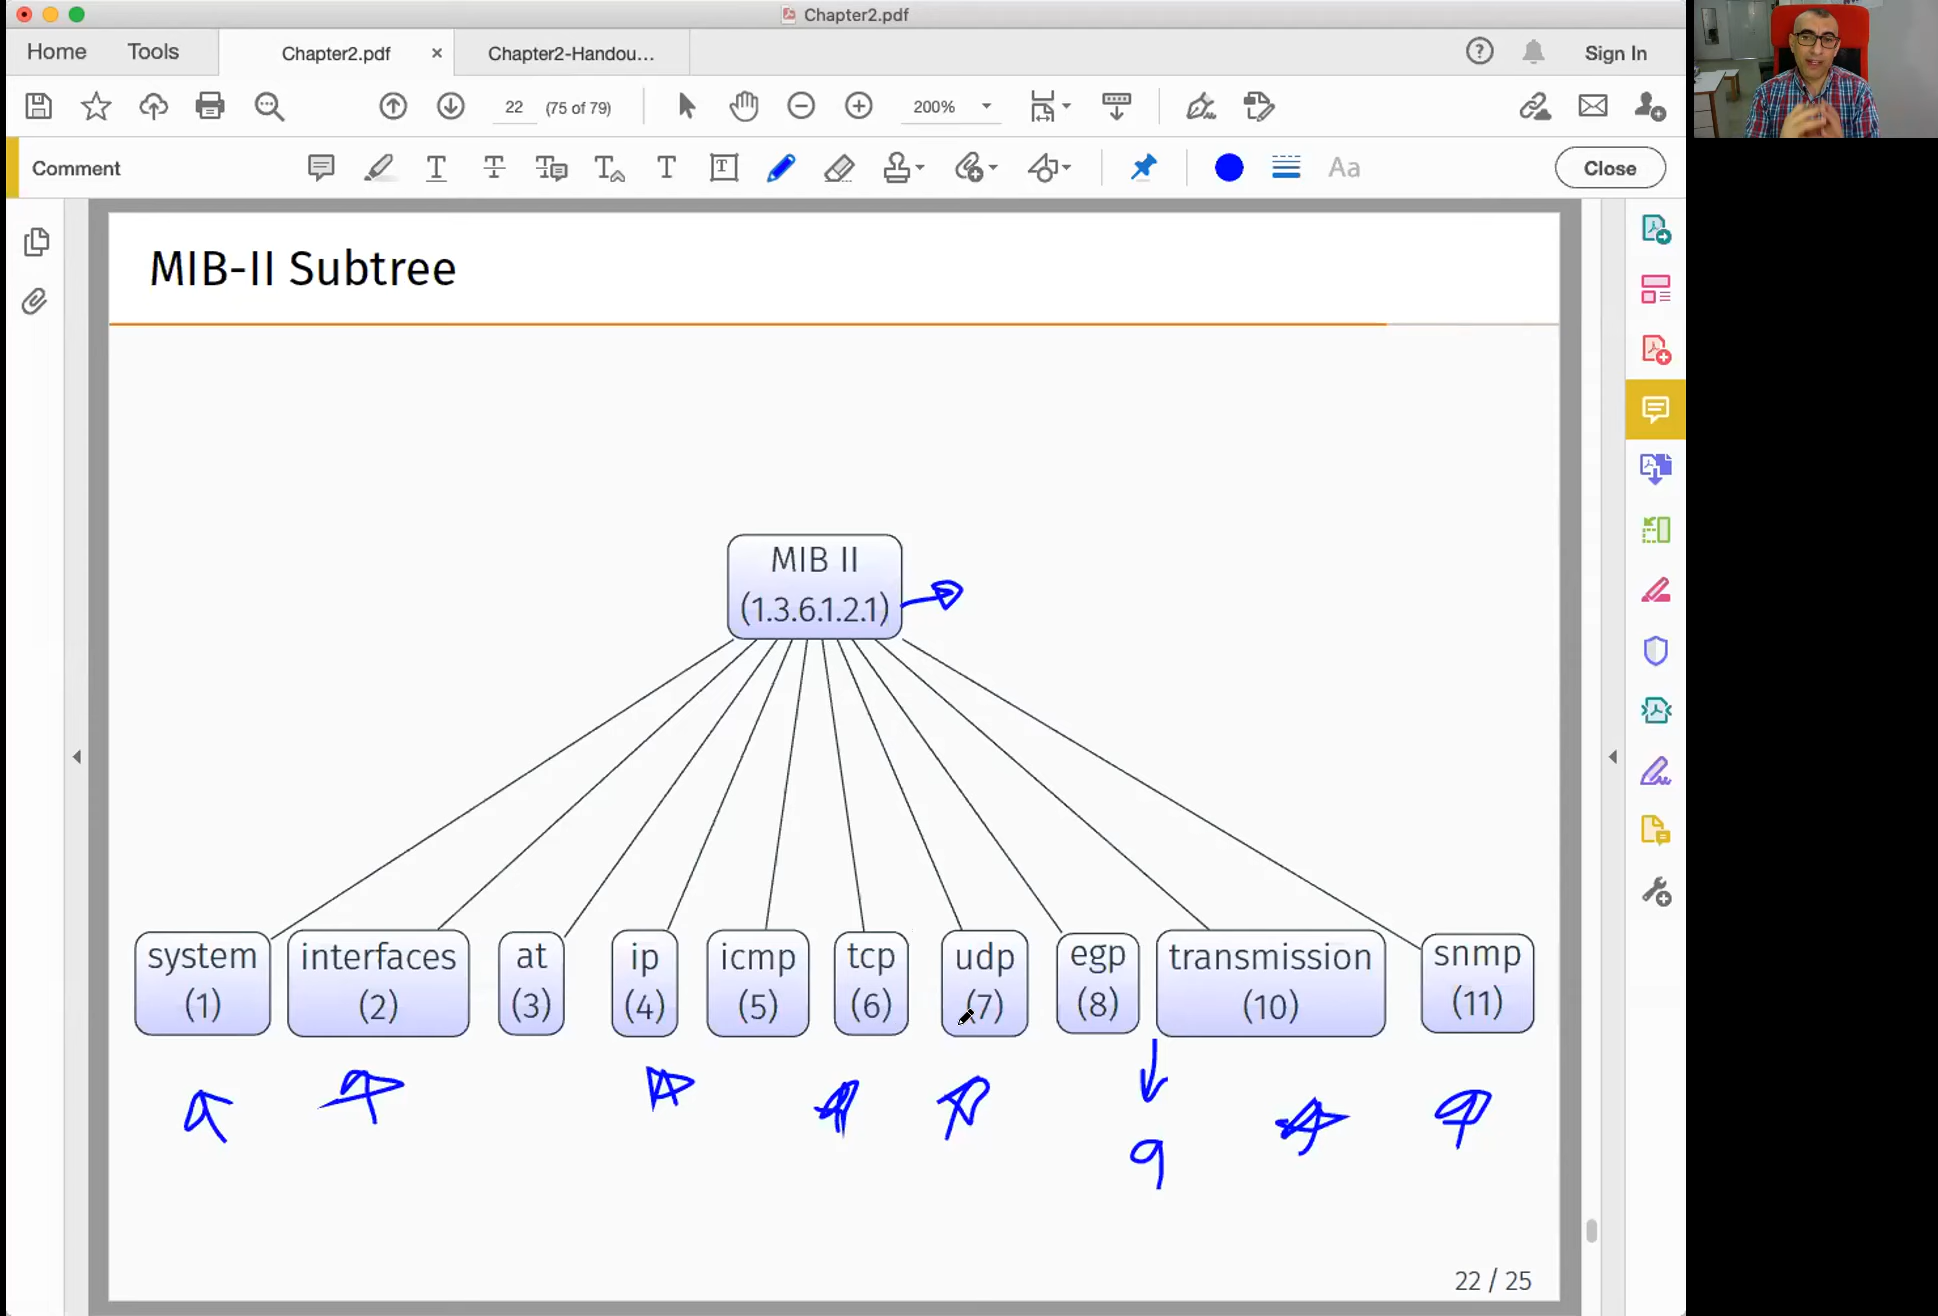 Chapter2.pdf
Home Tools Chapter2.pdf × Chapter2-Handou... Sign In
22 (75 of 79) 200%
Comment Aa Close
MIB-II Subtree
MIB II
(1.3.6.1.2.1)
system interfaces at ip icmp tcp udp egp transmission snmp
(1) (2) (3) (4) (5) (6) (7) (8) (10) (11)
9
22 / 25